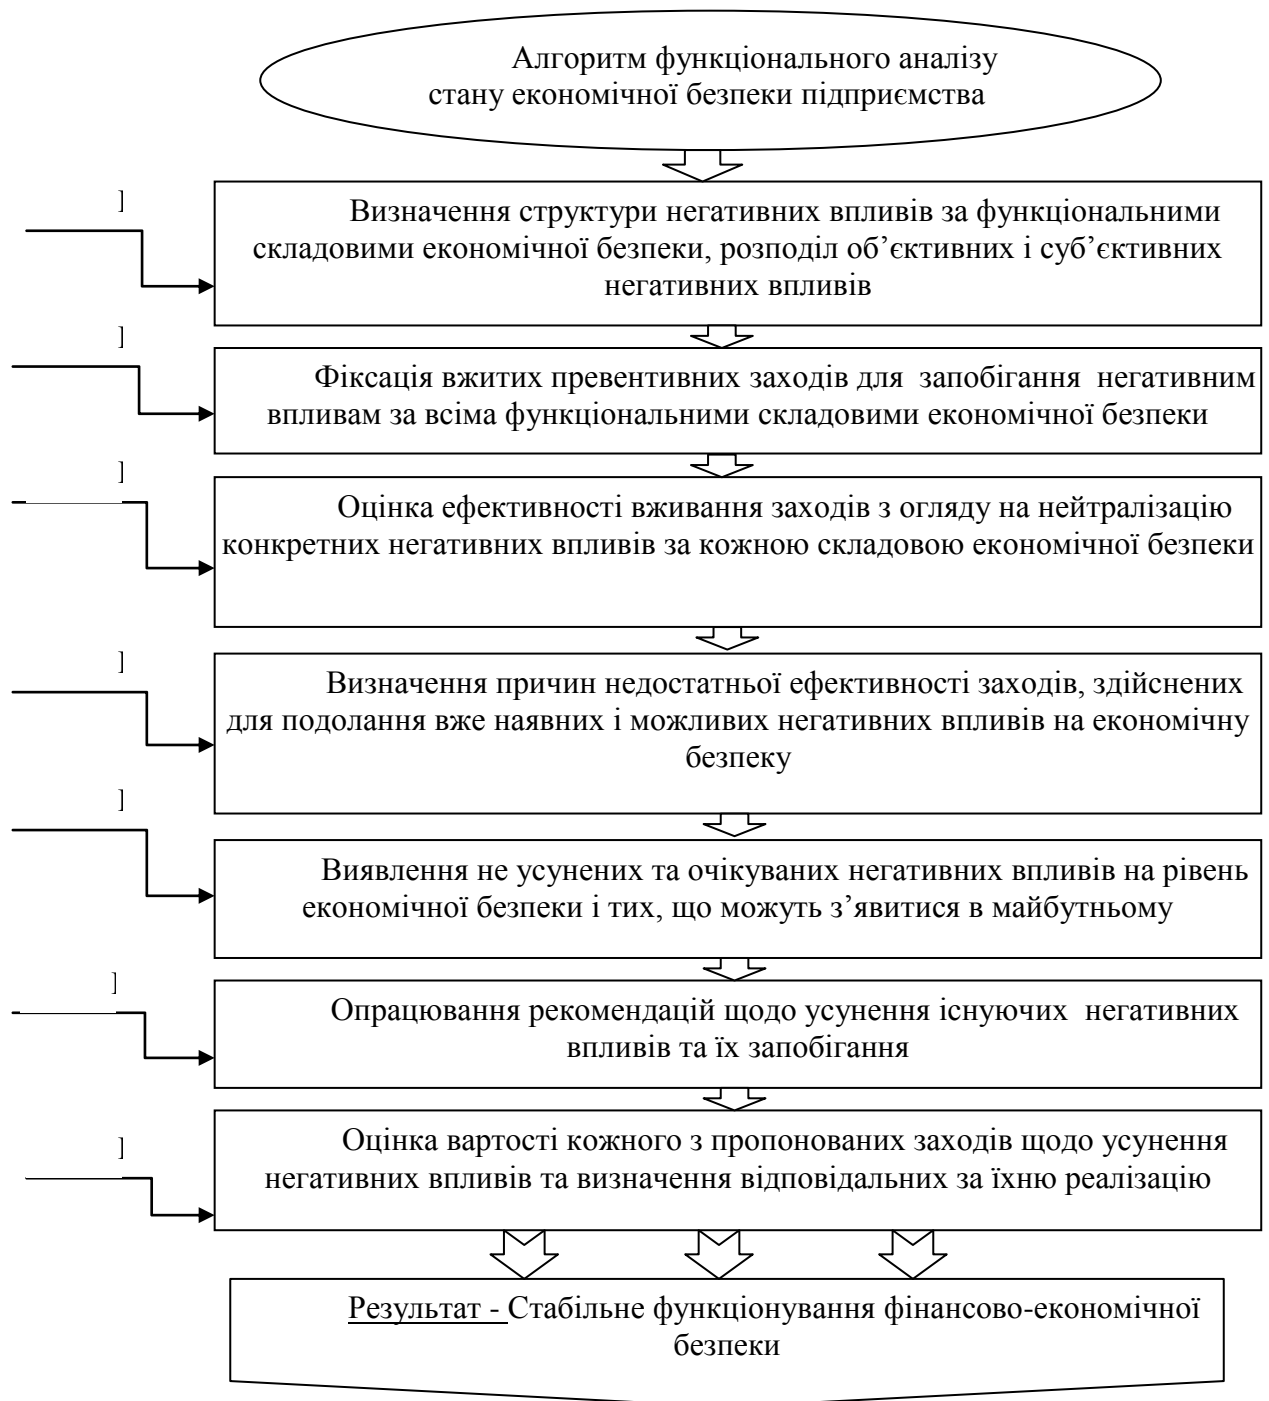 Алгоритм функціонального аналізу
стану економічної безпеки підприємства
]
Визначення структури негативних впливів за функціональними
складовими економічної безпеки, розподіл об’єктивних і суб’єктивних
негативних впливів
]
Фіксація вжитих превентивних заходів для запобігання негативним
впливам за всіма функціональними складовими економічної безпеки
]
Оцінка ефективності вживання заходів з огляду на нейтралізацію
конкретних негативних впливів за кожною складовою економічної безпеки
]
Визначення причин недостатньої ефективності заходів, здійснених
для подолання вже наявних і можливих негативних впливів на економічну
безпеку
]
Виявлення не усунених та очікуваних негативних впливів на рівень
економічної безпеки і тих, що можуть з’явитися в майбутньому
]
Опрацювання рекомендацій щодо усунення існуючих негативних
впливів та їх запобігання
]
Оцінка вартості кожного з пропонованих заходів щодо усунення
негативних впливів та визначення відповідальних за їхню реалізацію
Результат - Стабільне функціонування фінансово-економічної
безпеки